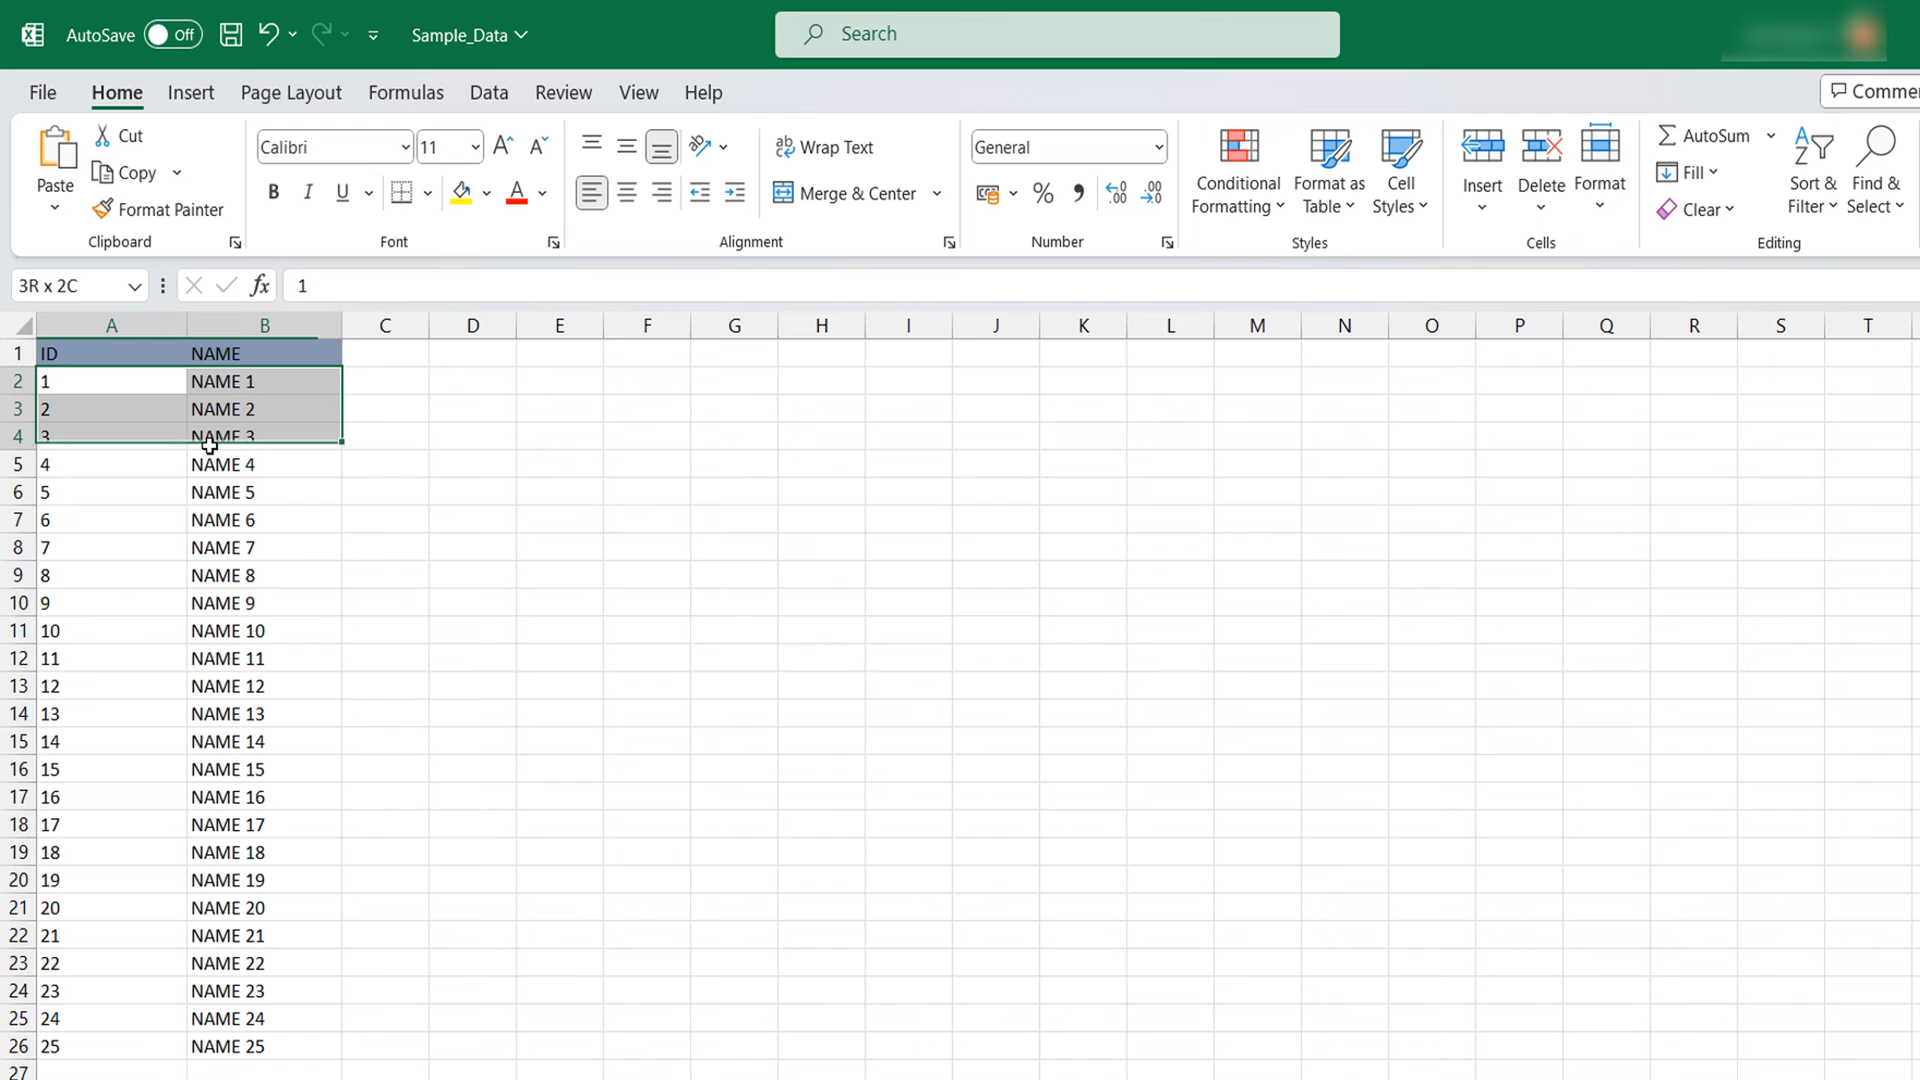 AutoSave Off Sample_Data Search
File Home Insert Page Layout Formulas Data Review View Help
Paste Cut Copy Format Painter Clipboard
Calibri 11 B I U A Font
ab Wrap Text Merge & Center Alignment
General % Number
Conditional Formatting Format as Table Cell Styles Styles
Insert Delete Format Cells
AutoSum Fill Clear Sort & Filter Find & Select Editing
3R x 2C fx 1
A B C D E F G H I J K L M N O P Q R S T
1 ID NAME
2 1 NAME 1
3 2 NAME 2
4 3 NAME 3
5 4 NAME 4
6 5 NAME 5
7 6 NAME 6
8 7 NAME 7
9 8 NAME 8
10 9 NAME 9
11 10 NAME 10
12 11 NAME 11
13 12 NAME 12
14 13 NAME 13
15 14 NAME 14
16 15 NAME 15
17 16 NAME 16
18 17 NAME 17
19 18 NAME 18
20 19 NAME 19
21 20 NAME 20
22 21 NAME 21
23 22 NAME 22
24 23 NAME 23
25 24 NAME 24
26 25 NAME 25
27